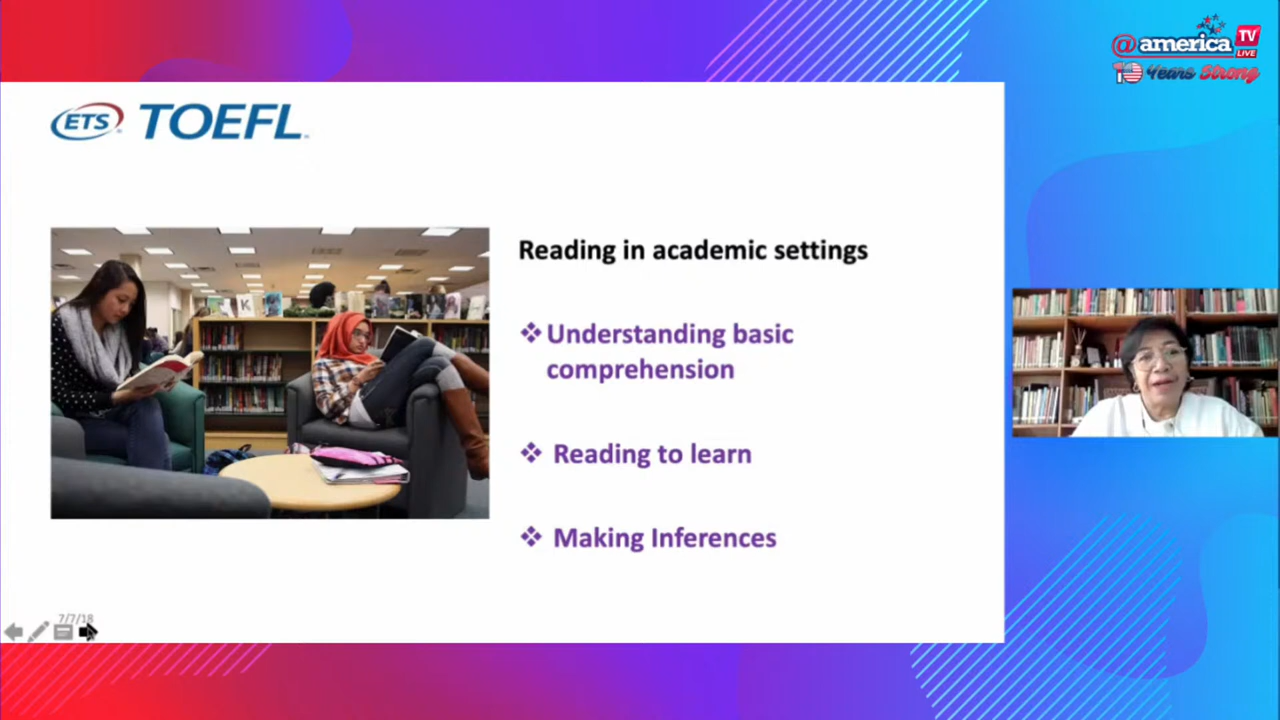 @america TV
LIVE
10 Years Strong
ETS TOEFL
Reading in academic settings
❖Understanding basic
comprehension
❖ Reading to learn
❖ Making Inferences
K
7/7/18